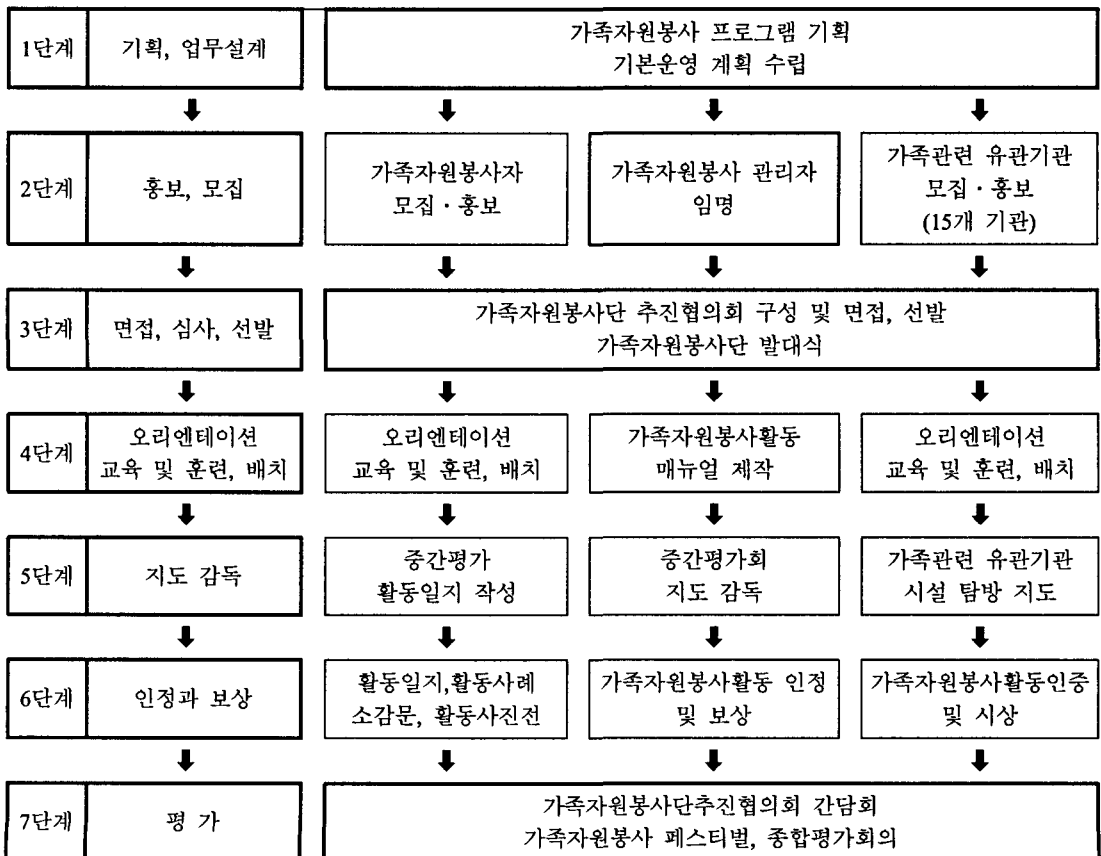 1단계
기획, 업무설계
가족자원봉사 프로그램 기획
기본운영 계획 수립
2단계
홍보, 모집
가족자원봉사자
모집 · 홍보
가족자원봉사 관리자
임명
가족관련 유관기관
모집 · 홍보
(15개 기관)
3단계
면접, 심사, 선발
가족자원봉사단 추진협의회 구성 및 면접, 선발
가족자원봉사단 발대식
4단계
오리엔테이션
교육 및 훈련, 배치
오리엔테이션
교육 및 훈련, 배치
가족자원봉사활동
매뉴얼 제작
오리엔테이션
교육 및 훈련, 배치
5단계
지도 감독
중간평가
활동일지 작성
중간평가회
지도 감독
가족관련 유관기관
시설 탐방 지도
6단계
인정과 보상
활동일지,활동사례
소감문, 활동사진전
가족자원봉사활동 인정
및 보상
가족자원봉사활동인증
및 시상
7단계
평 가
가족자원봉사단추진협의회 간담회
가족자원봉사 페스티벌, 종합평가회의